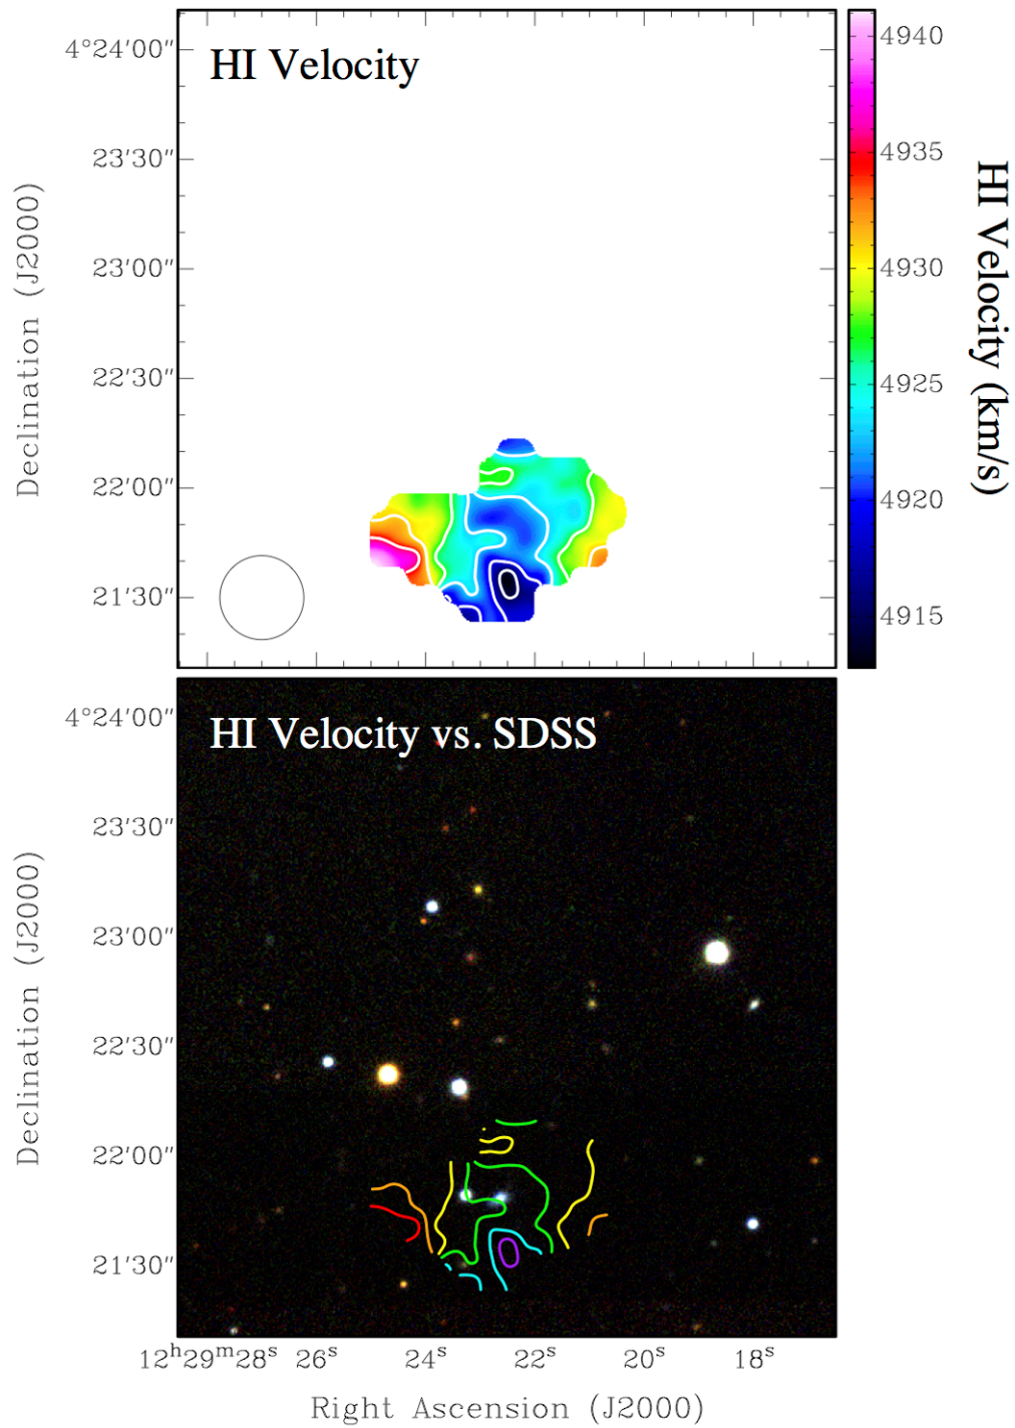 HI Velocity
4°24′00″
23′30″
23′00″
22′30″
22′00″
21′30″
Declination (J2000)
4940
4935
4930
4925
4920
4915
HI Velocity (km/s)
HI Velocity vs. SDSS
4°24′00″
23′30″
23′00″
22′30″
22′00″
21′30″
Declination (J2000)
12ʰ29ᵐ28ˢ 26ˢ 24ˢ 22ˢ 20ˢ 18ˢ
Right Ascension (J2000)